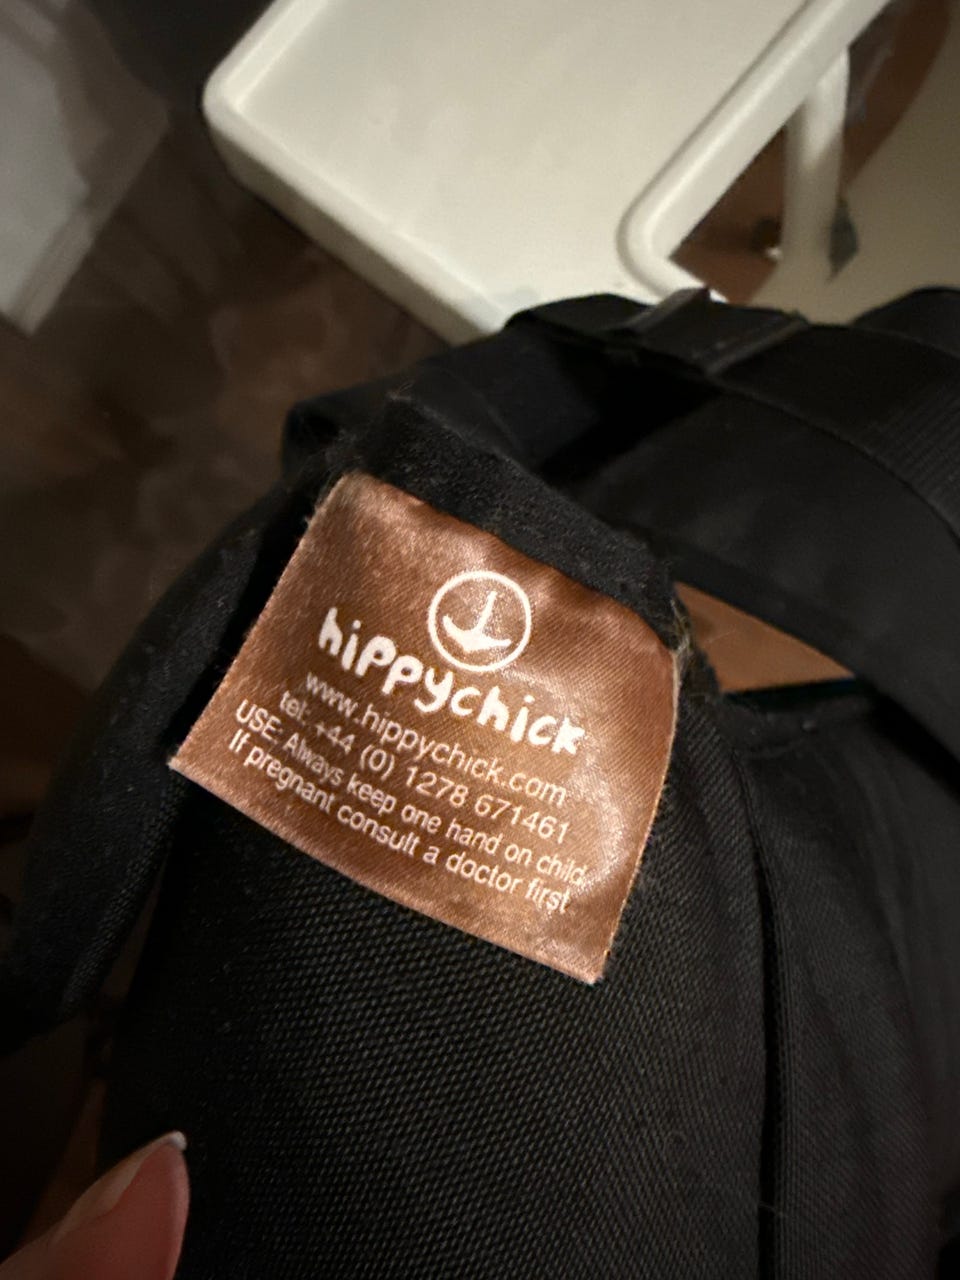 hippychick
www.hippychick.com
tel: +44 (0) 1278 671461
USE: Always keep one hand on child.
If pregnant consult a doctor first